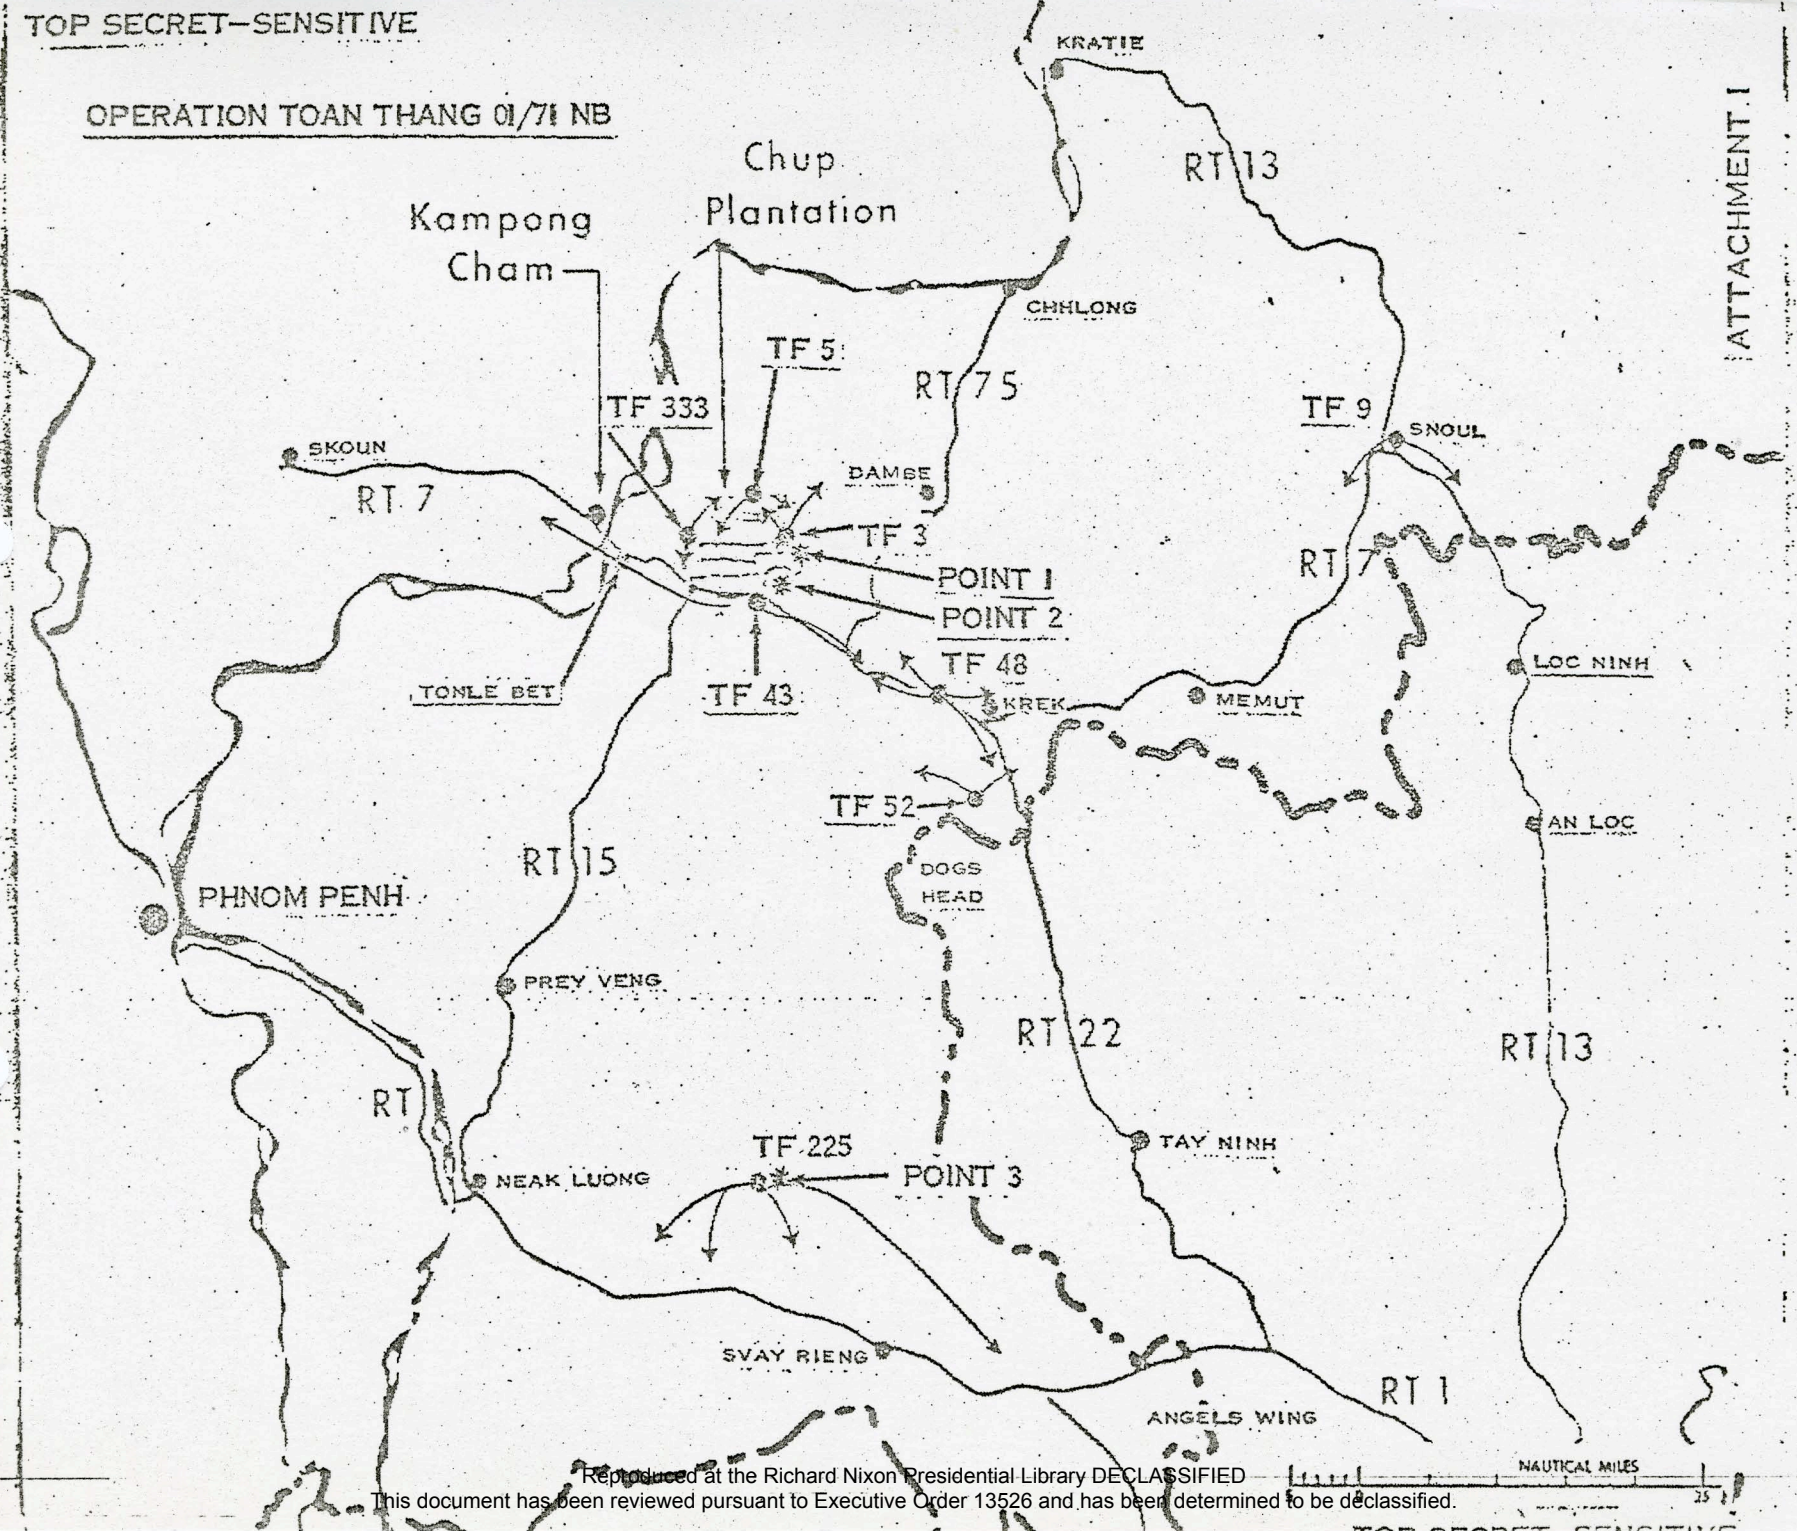 TOP SECRET—SENSITIVE
OPERATION TOAN THANG 01/71 NB
ATTACHMENT.1
KRATIE
RT 13
Chup
Plantation
Kampong
Cham
CHHLONG
TF 5
RT 75
TF 333
TF 9
SNOUL
SKOUN
RT 7
DAMBE
TF 3
RT 7
POINT 1
POINT 2
TF 48
LOC NINH
TONLE BET
TF 43
KREK
MEMUT
TF 52
AN LOC
RT 15
DOGS
HEAD
PHNOM PENH
PREY VENG
RT 22
RT 13
RT
TF 225
TAY NINH
NEAK LUONG
POINT 3
SVAY RIENG
RT 1
ANGELS WING
NAUTICAL MILES
25
Reproduced at the Richard Nixon Presidential Library DECLASSIFIED
This document has been reviewed pursuant to Executive Order 13526 and has been determined to be declassified.
TOP SECRET—SENSITIVE